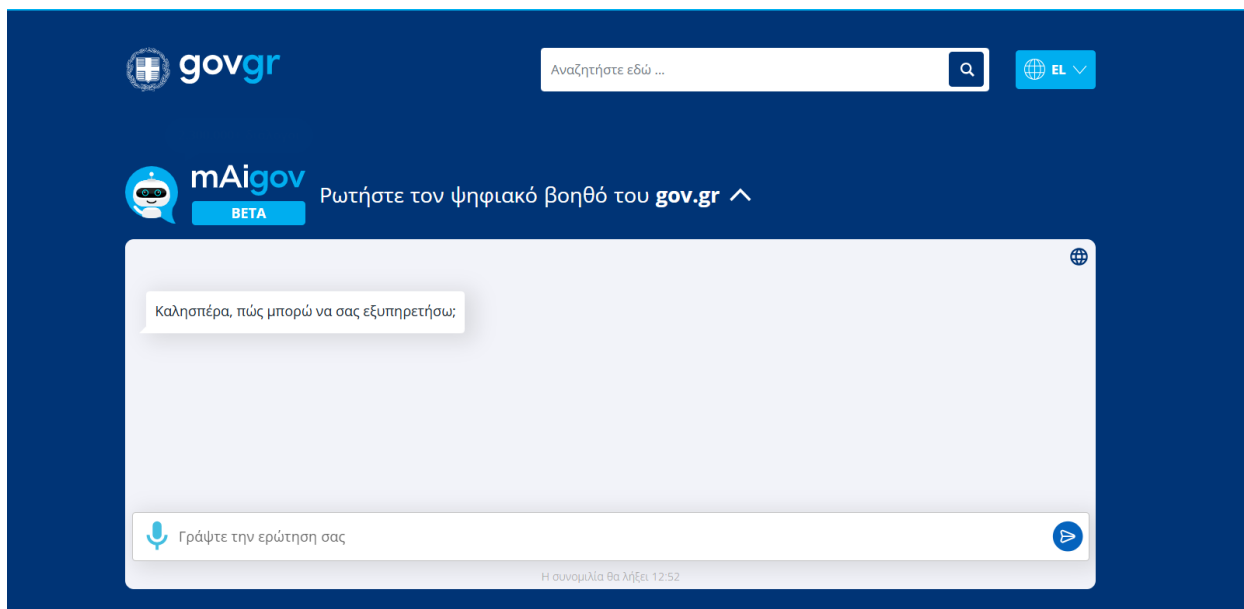 govgr
Αναζητήστε εδώ ...
EL
mAigov
BETA
Ρωτήστε τον ψηφιακό βοηθό του gov.gr
Καλησπέρα, πώς μπορώ να σας εξυπηρετήσω;
Γράψτε την ερώτηση σας
Η συνομιλία θα λήξει 12:52